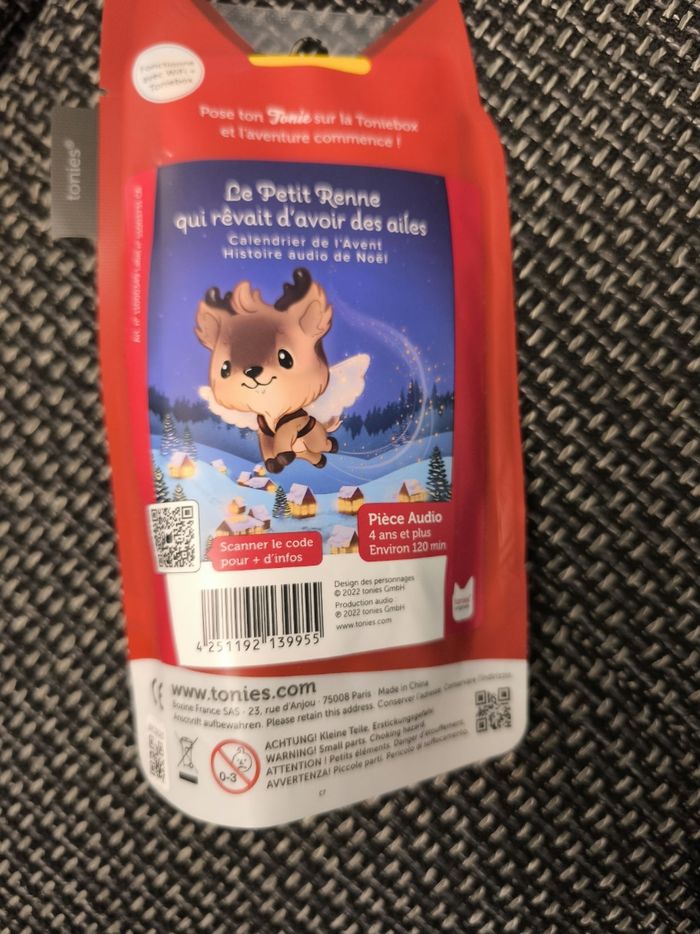 Fonctionne
avec WiFi +
Toniebox
tonies®
Pose ton Tonie sur la Toniebox
et l'aventure commence !
Le Petit Renne
qui rêvait d'avoir des ailes
Calendrier de l'Avent
Histoire audio de Noël
Scanner le code
pour + d'infos
Pièce Audio
4 ans et plus
Environ 120 min
Design des personnages
© 2022 tonies GmbH
Production audio :
℗ 2022 tonies GmbH
www.tonies.com
4 251192 139955
CE
www.tonies.com
Boxine France SAS · 23, rue d'Anjou · 75008 Paris · Made in China
Anschrift aufbewahren. Please retain this address. Conserver l'adresse. Conservare l'indirizzo.
0-3
ACHTUNG! Kleine Teile. Erstickungsgefahr.
WARNING! Small parts. Choking hazard.
ATTENTION ! Petits éléments. Danger d'étouffement.
AVVERTENZA! Piccole parti. Pericolo di soffocamento.